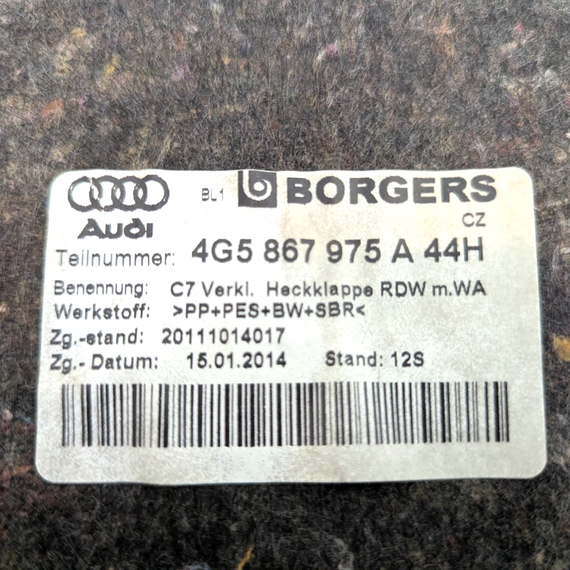 BL1 BORGERS
Audi CZ
Teilnummer: 4G5 867 975 A 44H
Benennung: C7 Verkl. Heckklappe RDW m.WA
Werkstoff: >PP+PES+BW+SBR<
Zg.-stand: 20111014017
Zg.- Datum: 15.01.2014 Stand: 12S